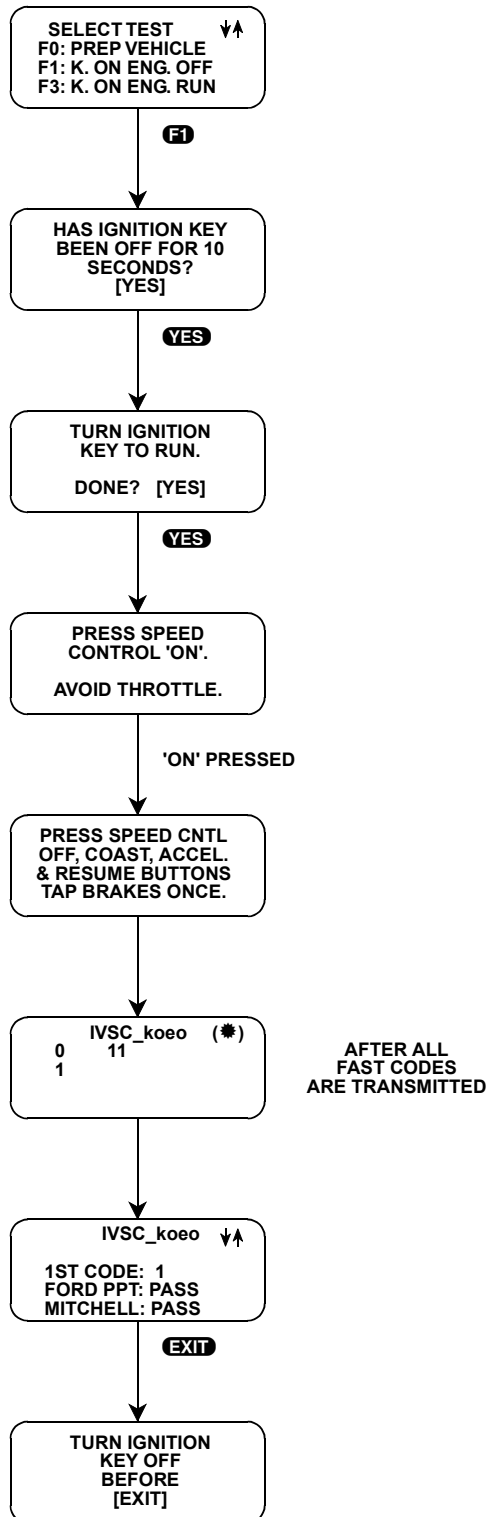 SELECT TEST
F0: PREP VEHICLE
F1: K. ON ENG. OFF
F3: K. ON ENG. RUN
F1
HAS IGNITION KEY
BEEN OFF FOR 10
SECONDS?
[YES]
YES
TURN IGNITION
KEY TO RUN.
DONE? [YES]
YES
PRESS SPEED
CONTROL 'ON'.
AVOID THROTTLE.
'ON' PRESSED
PRESS SPEED CNTL
OFF, COAST, ACCEL.
& RESUME BUTTONS
TAP BRAKES ONCE.
IVSC_koeo (✹)
0 11
1
AFTER ALL
FAST CODES
ARE TRANSMITTED
IVSC_koeo
1ST CODE: 1
FORD PPT: PASS
MITCHELL: PASS
EXIT
TURN IGNITION
KEY OFF
BEFORE
[EXIT]